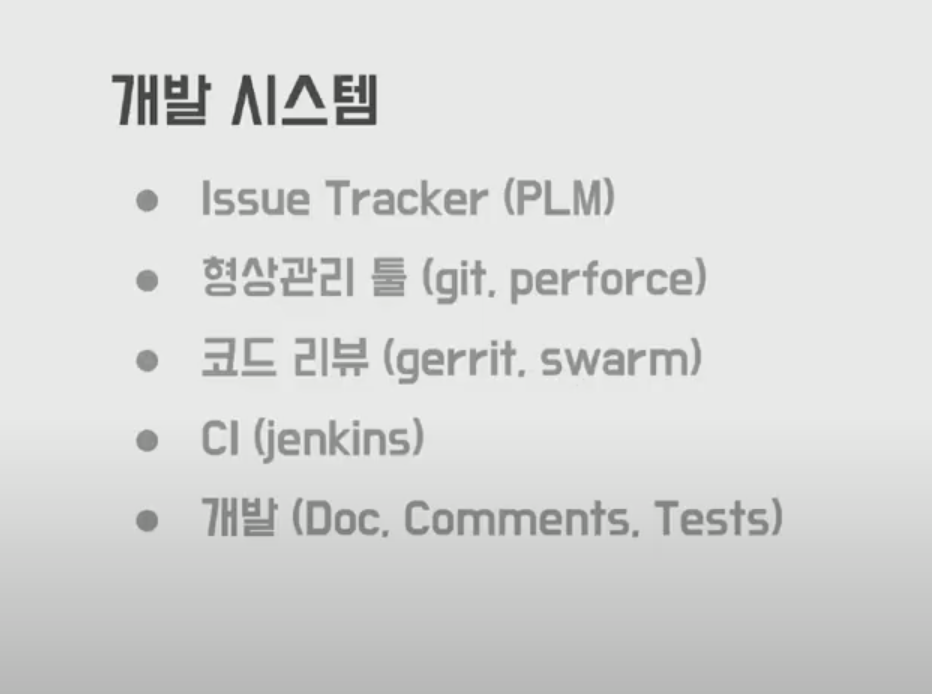 개발 시스템
● Issue Tracker (PLM)
● 형상관리 툴 (git, perforce)
● 코드 리뷰 (gerrit, swarm)
● CI (jenkins)
● 개발 (Doc, Comments, Tests)